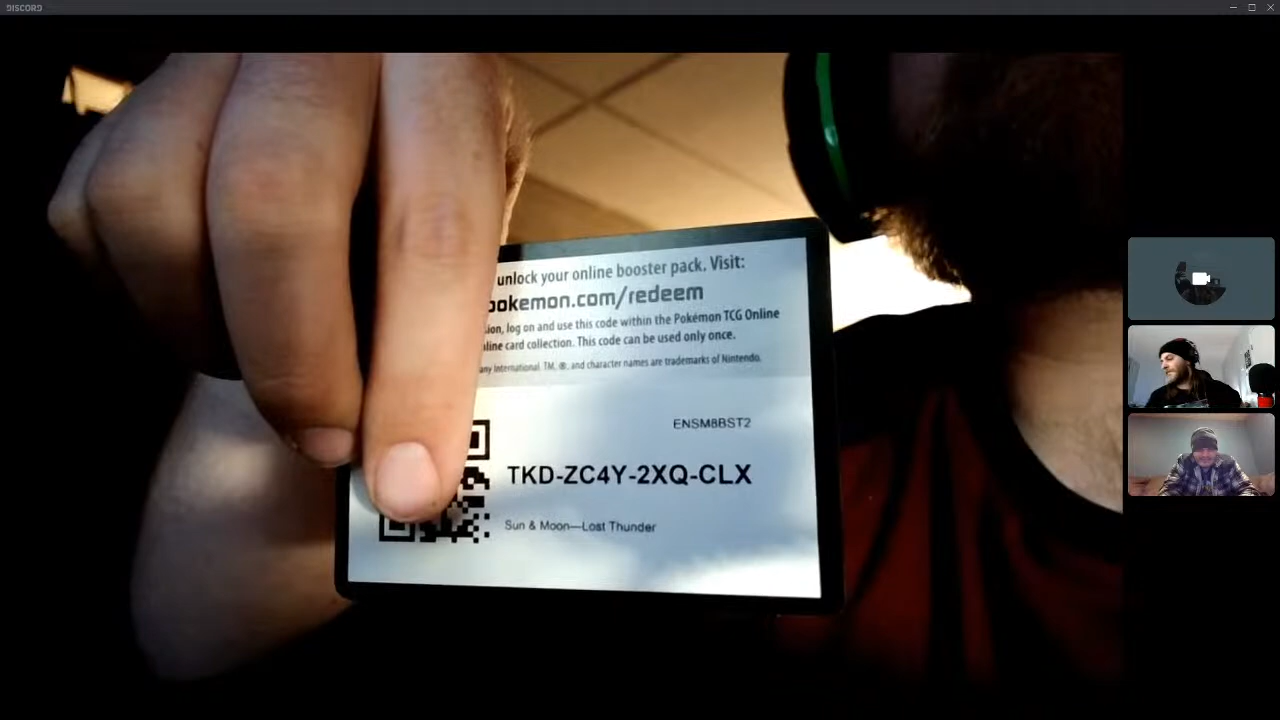 DISCORD
unlock your online booster pack. Visit:
pokemon.com/redeem
log on and use this code within the Pokémon TCG Online
card collection. This code can be used only once.
International. TM, ®, and character names are trademarks of Nintendo.
ENSM8BST2
TKD-ZC4Y-2XQ-CLX
Sun & Moon—Lost Thunder